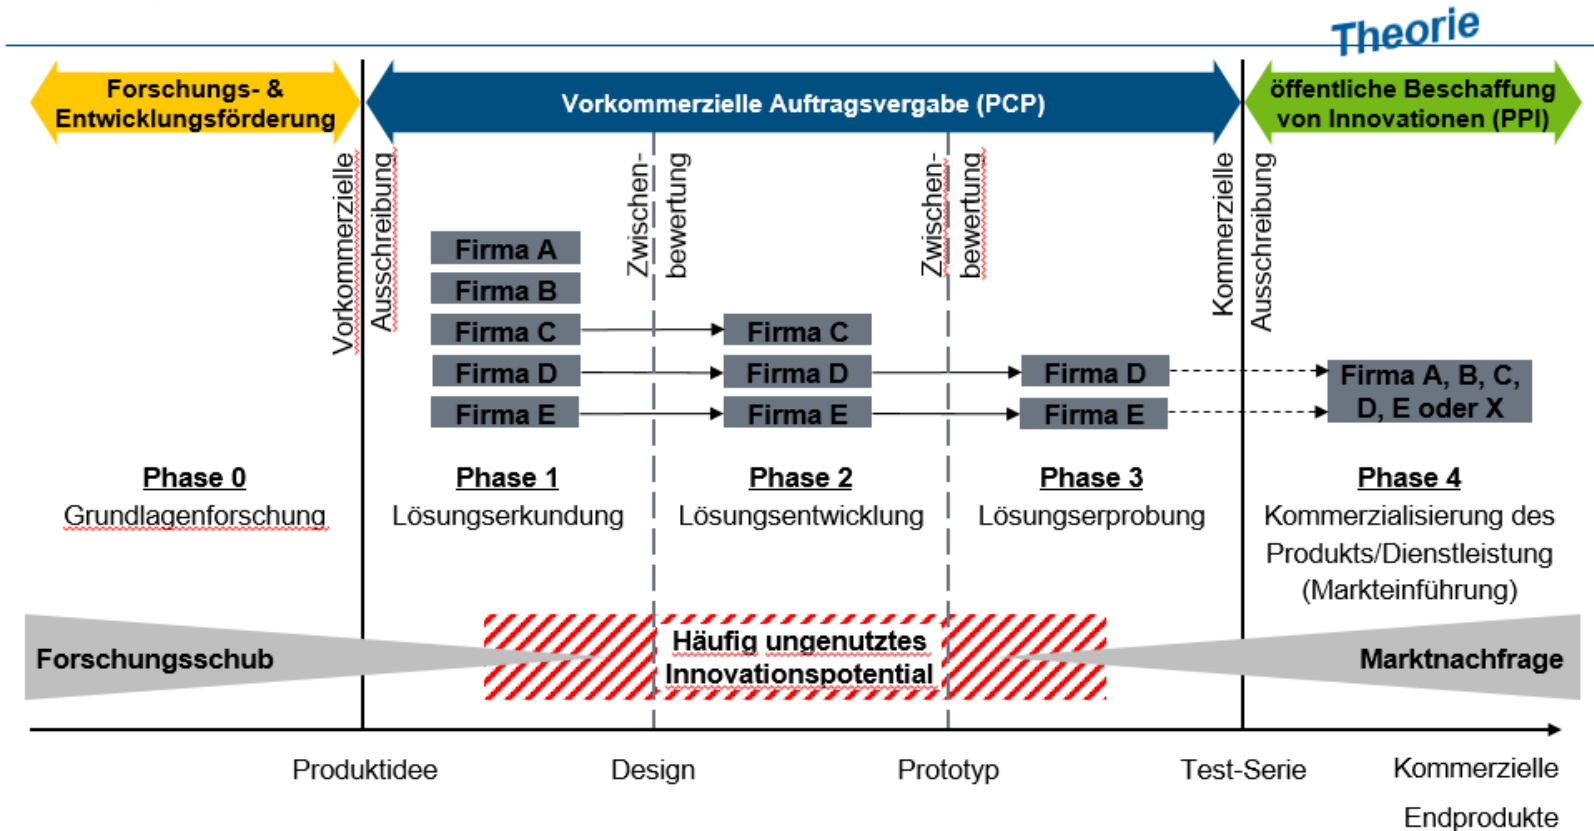 Theorie
Forschungs- &
Entwicklungsförderung
Vorkommerzielle Auftragsvergabe (PCP)
öffentliche Beschaffung
von Innovationen (PPI)
Vorkommerzielle
Ausschreibung
Zwischen-
bewertung
Zwischen-
bewertung
Kommerzielle
Ausschreibung
Firma A
Firma B
Firma C
Firma D
Firma E
Firma C
Firma D
Firma E
Firma D
Firma E
Firma A, B, C,
D, E oder X
Phase 0
Grundlagenforschung
Phase 1
Lösungserkundung
Phase 2
Lösungsentwicklung
Phase 3
Lösungserprobung
Phase 4
Kommerzialisierung des
Produkts/Dienstleistung
(Markteinführung)
Forschungsschub
Häufig ungenutztes
Innovationspotential
Marktnachfrage
Produktidee
Design
Prototyp
Test-Serie
Kommerzielle
Endprodukte